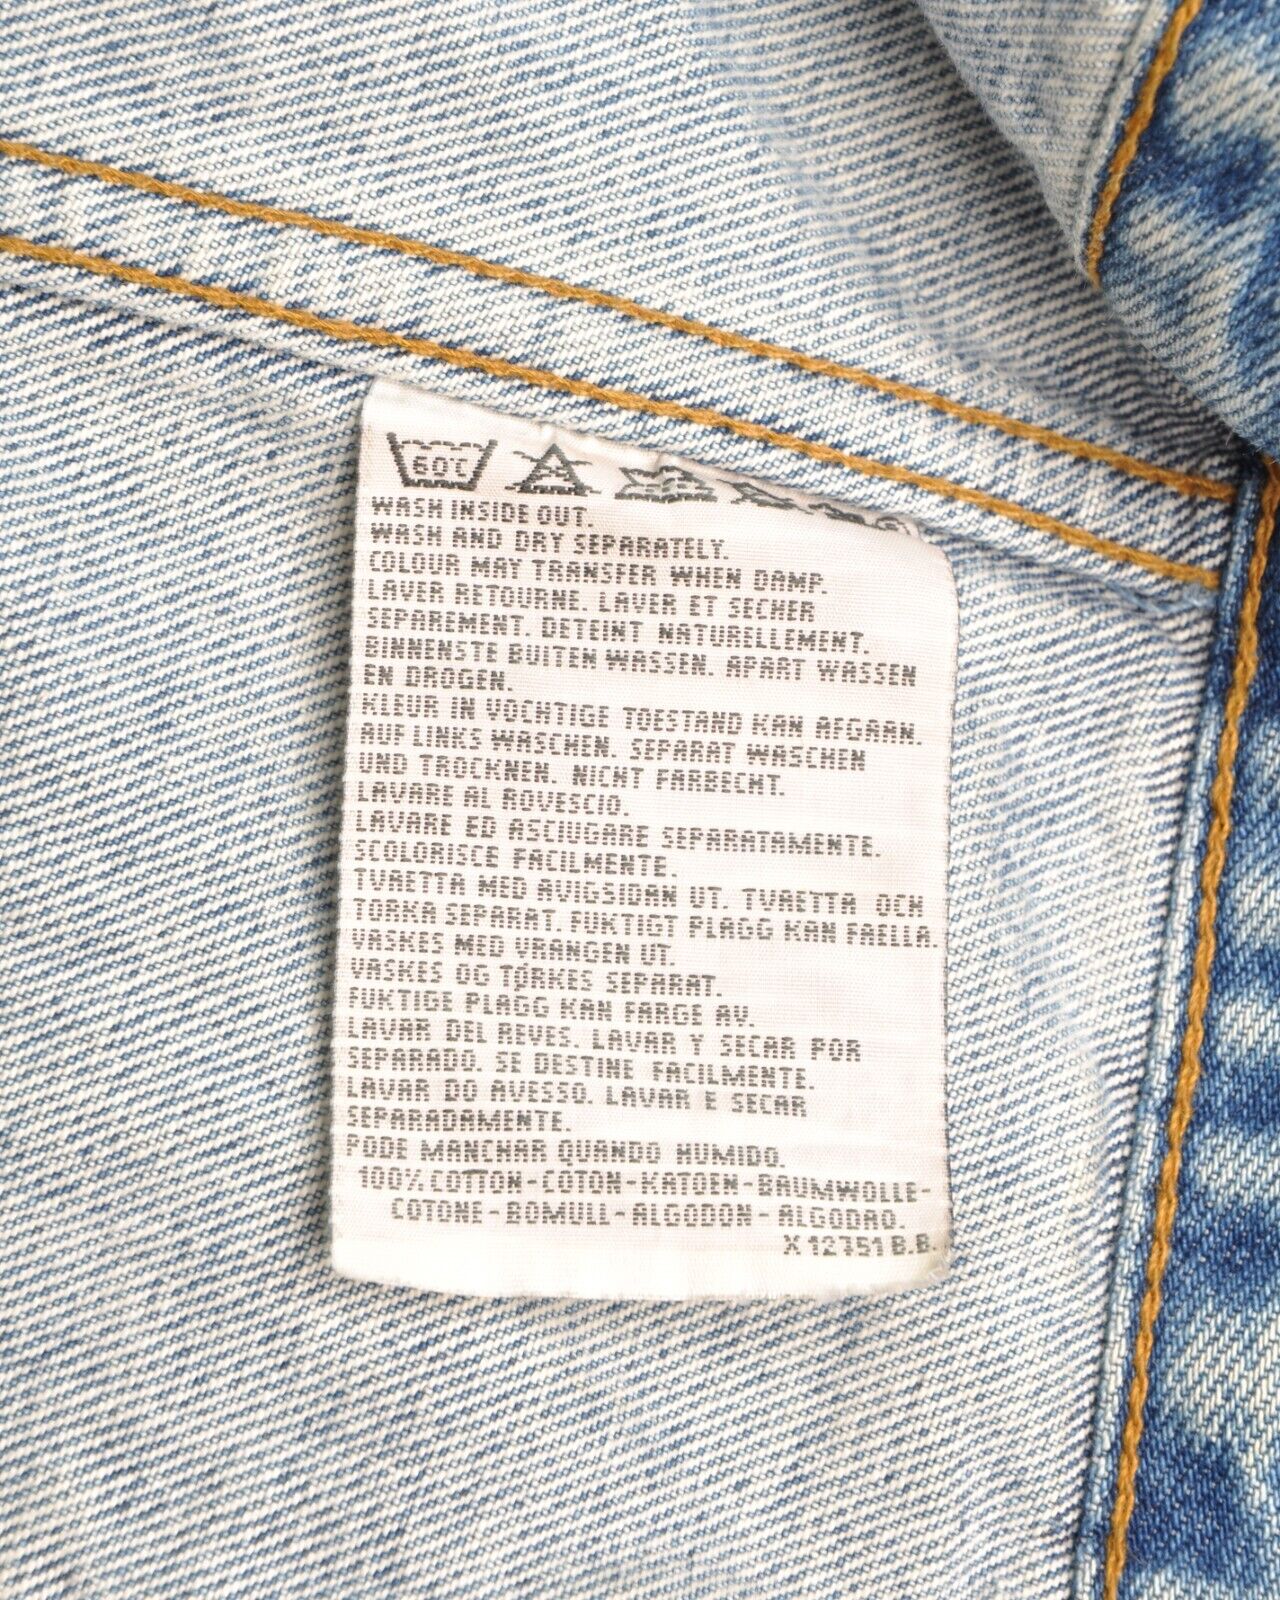 60°C
WASH INSIDE OUT.
WASH AND DRY SEPARATELY.
COLOUR MAY TRANSFER WHEN DAMP.
LAVER RETOURNE. LAVER ET SECHER
SEPAREMENT. DETEINT NATURELLEMENT.
BINNENSTE BUITEN WASSEN. APART WASSEN
EN DROGEN.
KLEUR IN VOCHTIGE TOESTAND KAN AFGAAN.
AUF LINKS WASCHEN. SEPARAT WASCHEN
UND TROCKNEN. NICHT FARBECHT.
LAVARE AL ROVESCIO.
LAVARE ED ASCIUGARE SEPARATAMENTE.
SCOLORISCE FACILMENTE.
TVAETTA MED AVIGSIDAN UT. TVAETTA OCH
TORKA SEPARAT. FUKTIGT PLAGG KAN FAELLA.
VASKES MED VRANGEN UT.
VASKES OG TØRKES SEPARAT.
FUKTIGE PLAGG KAN FARGE AV.
LAVAR DEL REVES. LAVAR Y SECAR POR
SEPARADO. SE DESTINE FACILMENTE.
LAVAR DO AVESSO. LAVAR E SECAR
SEPARADAMENTE.
PODE MANCHAR QUANDO HUMIDO.
100% COTTON-COTON-KATOEN-BAUMWOLLE-
COTONE-BOMULL-ALGODON-ALGODAO.
X 12751 B.B.